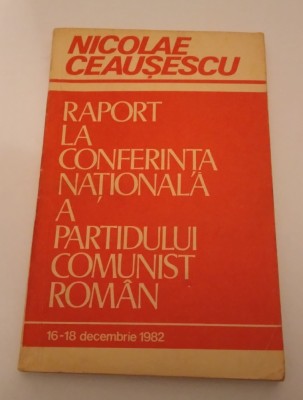 NICOLAE
CEAUȘESCU
RAPORT
LA
CONFERINȚA
NAȚIONALĂ
A
PARTIDULUI
COMUNIST
ROMÂN
16-18 decembrie 1982